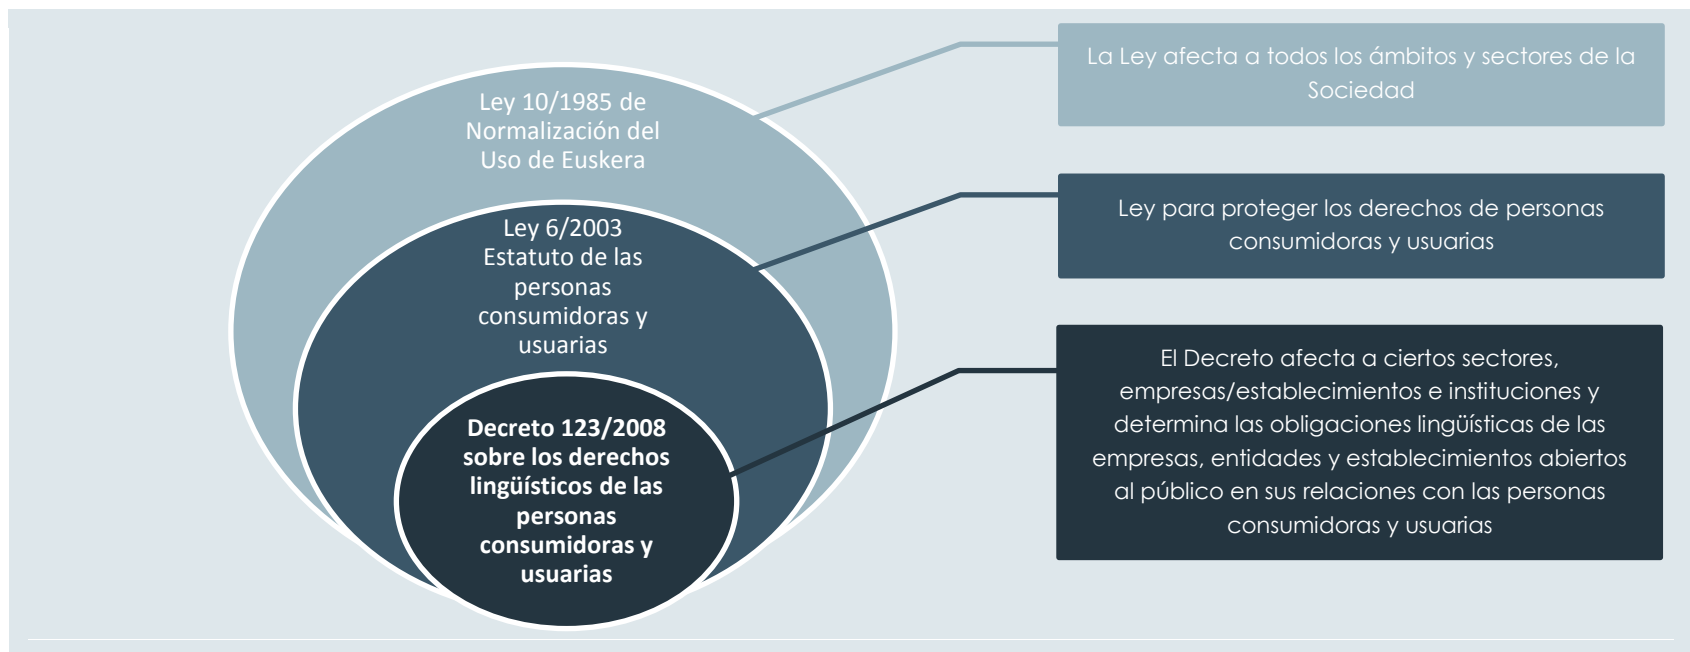 Ley 10/1985 de
Normalización del
Uso de Euskera
La Ley afecta a todos los ámbitos y sectores de la
Sociedad
Ley 6/2003
Estatuto de las
personas
consumidoras y
usuarias
Ley para proteger los derechos de personas
consumidoras y usuarias
Decreto 123/2008
sobre los derechos
lingüísticos de las
personas
consumidoras y
usuarias
El Decreto afecta a ciertos sectores,
empresas/establecimientos e instituciones y
determina las obligaciones lingüísticas de las
empresas, entidades y establecimientos abiertos
al público en sus relaciones con las personas
consumidoras y usuarias